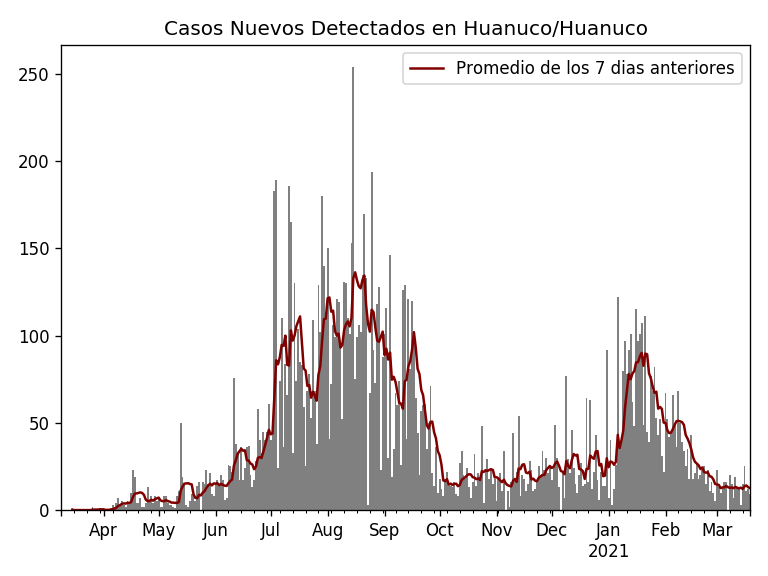 Casos Nuevos Detectados en Huanuco/Huanuco
Promedio de los 7 dias anteriores
250
200
150
100
50
0
Apr May Jun Jul Aug Sep Oct Nov Dec Jan Feb Mar
2021